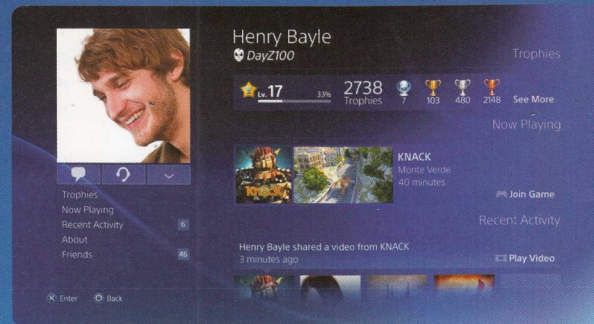 Henry Bayle
DayZ100
Trophies
Lv. 17
33%
2738
Trophies
7
103
480
2148
See More
Now Playing
KNACK
KNACK
Monte Verde
40 minutes
Join Game
Trophies
Now Playing
Recent Activity 6
About
Friends 46
Recent Activity
Henry Bayle shared a video from KNACK
3 minutes ago
Play Video
Enter
Back